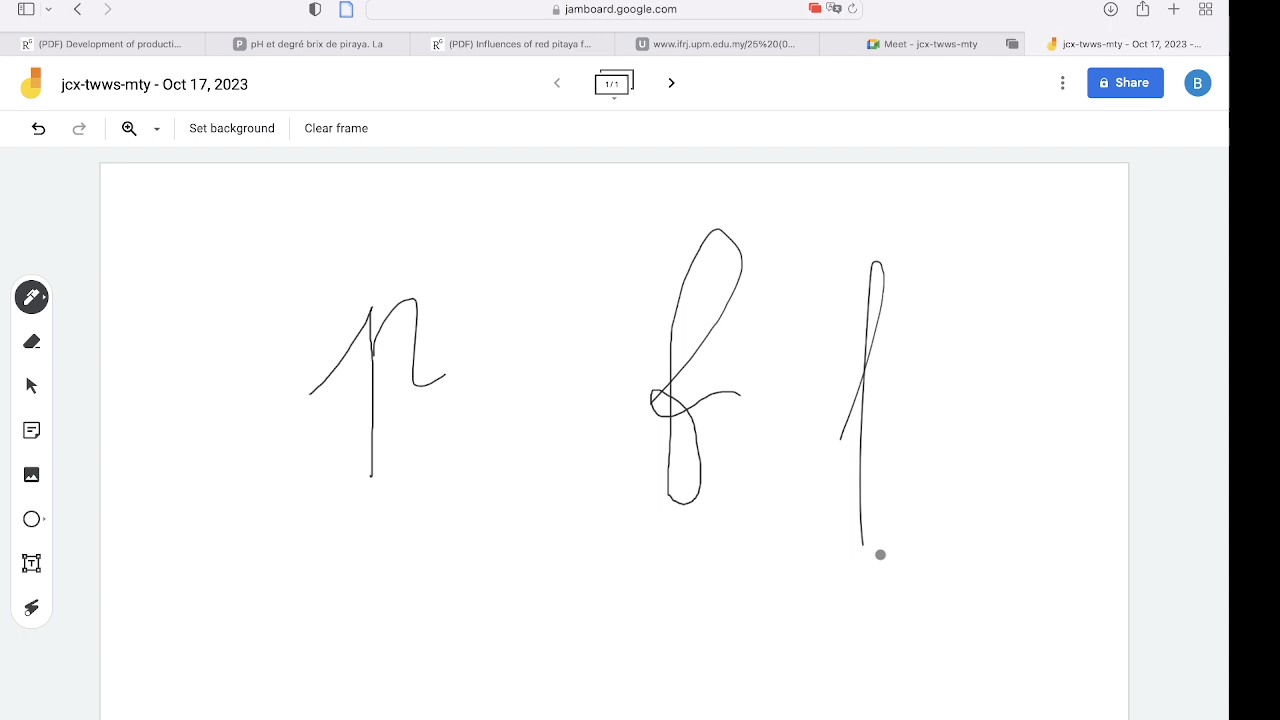 jamboard.google.com
(PDF) Development of producti... pH et degré brix de piraya. La (PDF) Influences of red pitaya f... www.ifrj.upm.edu.my/25%20(0... Meet - jcx-twws-mty jcx-twws-mty - Oct 17, 2023 -...
jcx-twws-mty - Oct 17, 2023 1/1 Share B
Set background Clear frame
p f